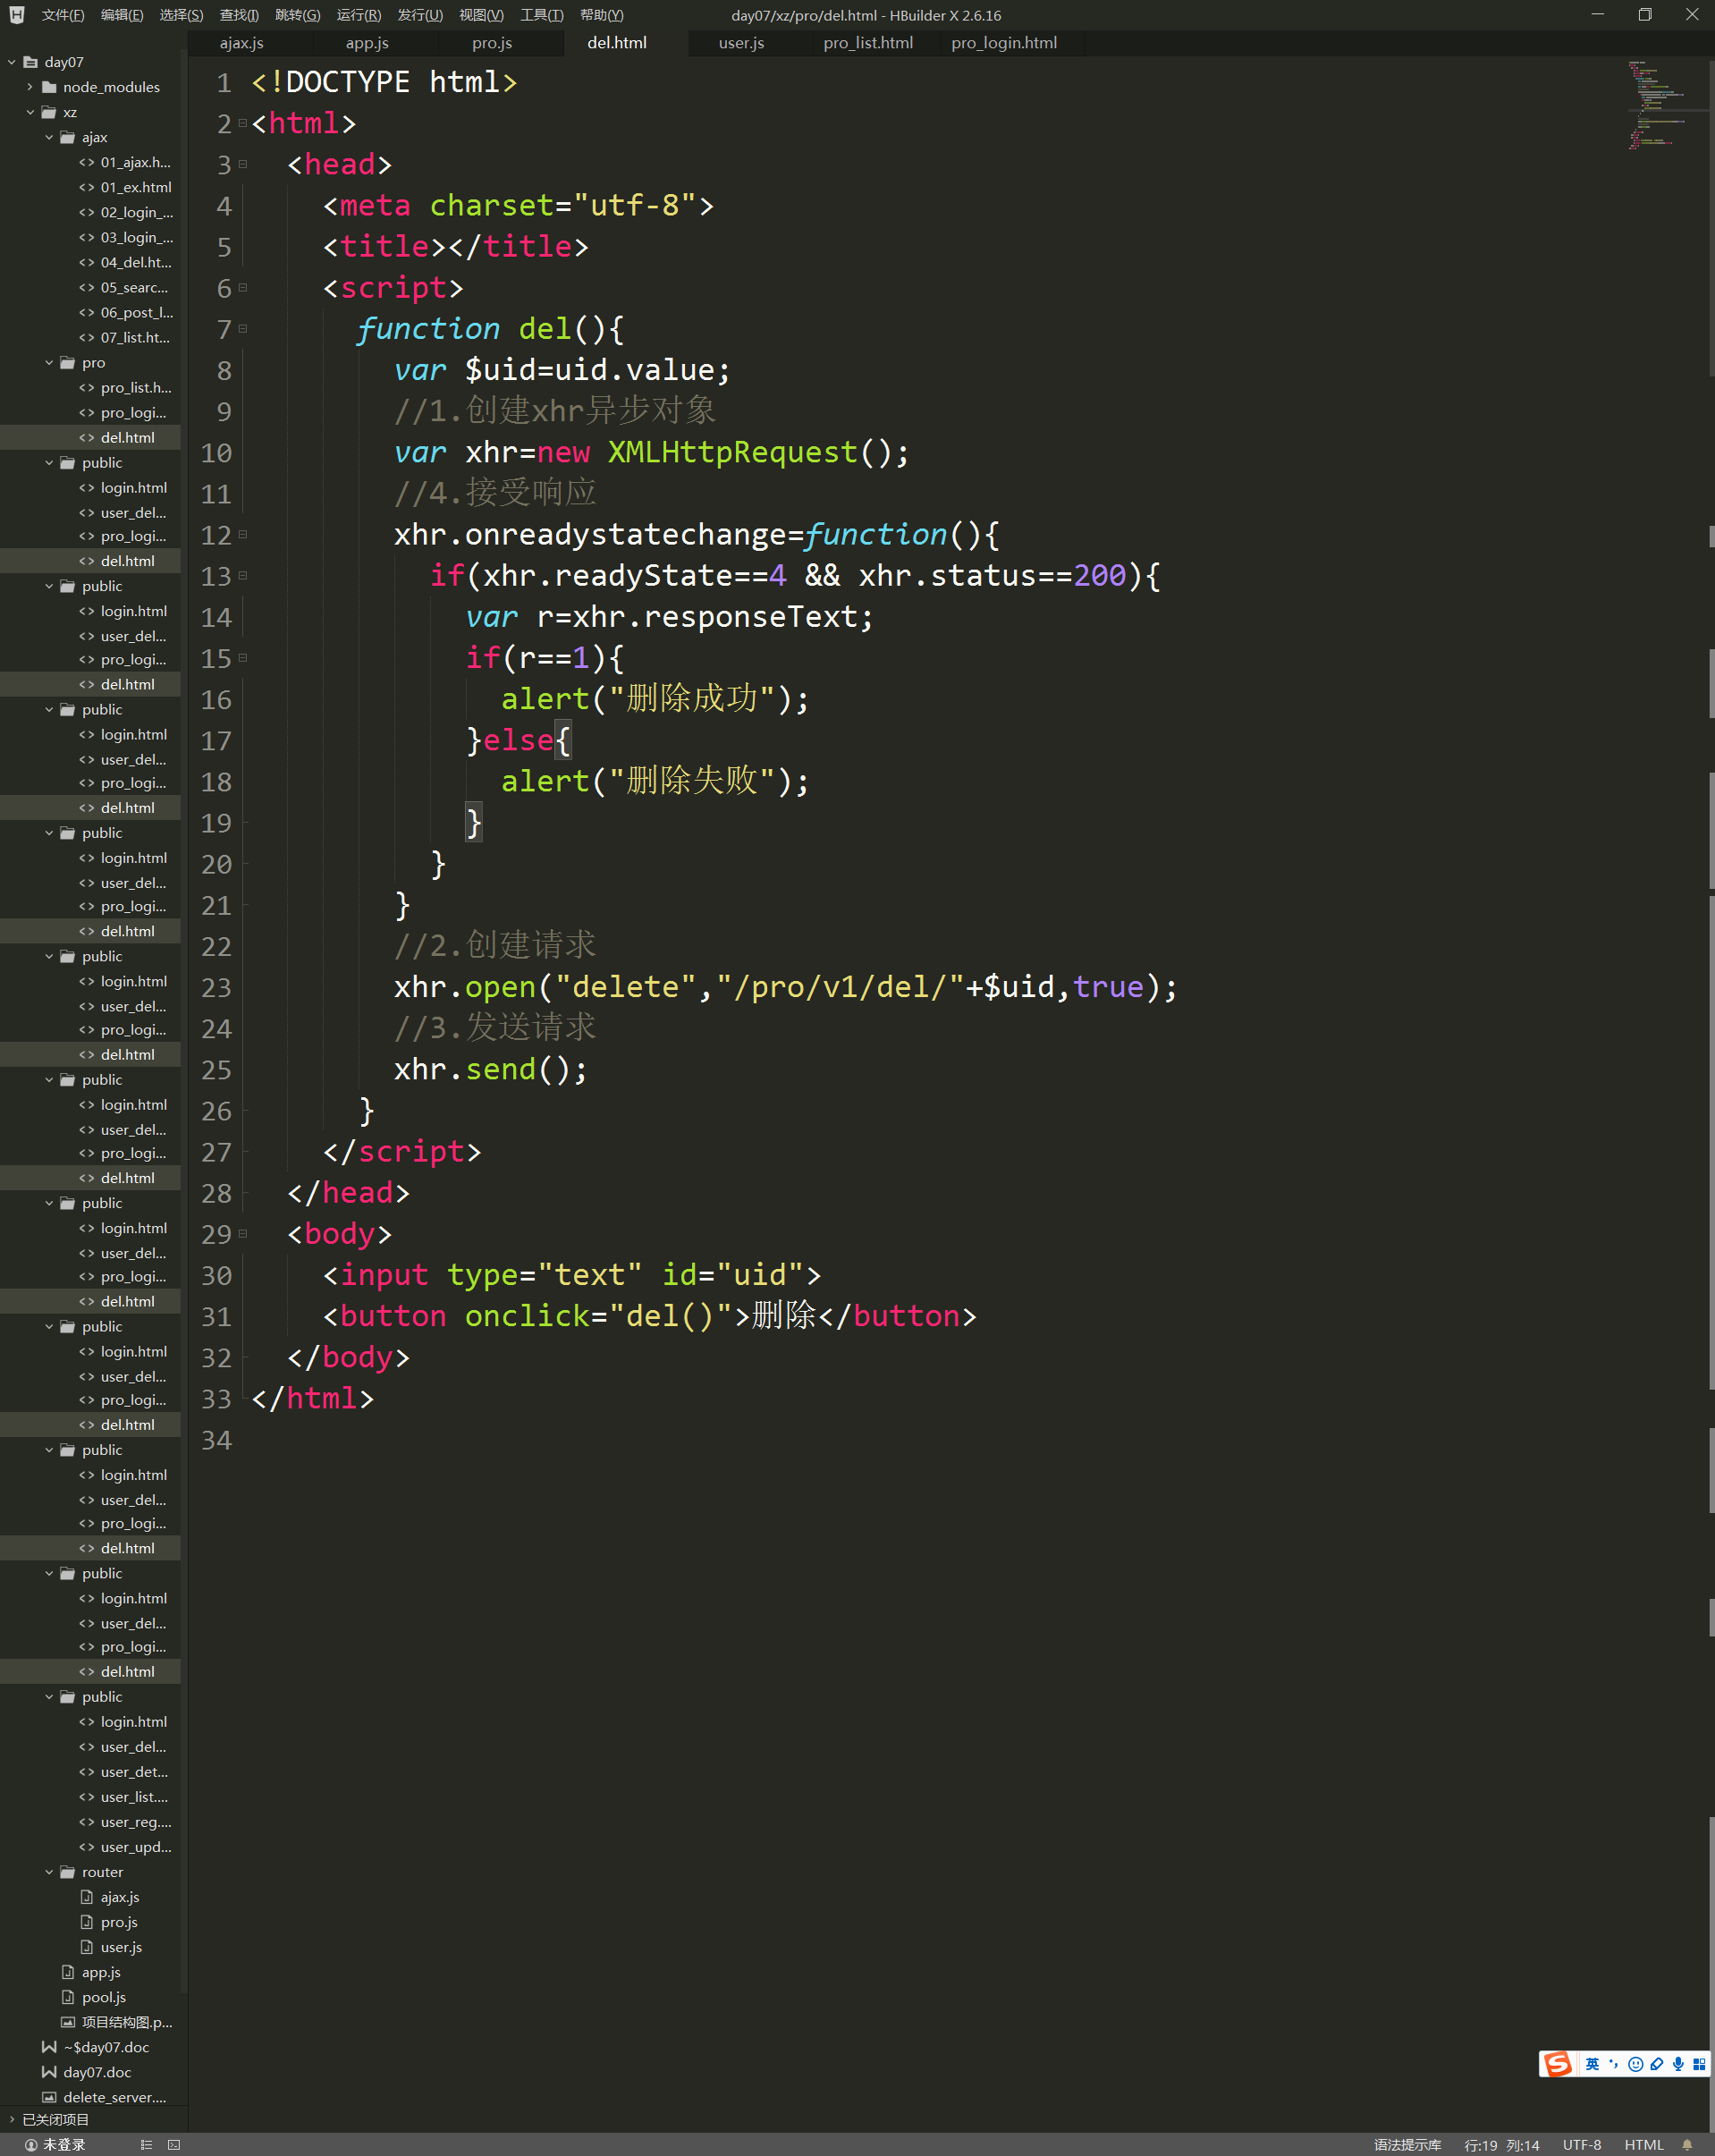 文件(F) 编辑(E) 选择(S) 查找(I) 跳转(G) 运行(R) 发行(U) 视图(V) 工具(T) 帮助(Y) day07/xz/pro/del.html - HBuilder X 2.6.16
ajax.js app.js pro.js del.html user.js pro_list.html pro_login.html
day07
node_modules
xz
ajax
01_ajax.h...
01_ex.html
02_login_...
03_login_...
04_del.ht...
05_searc...
06_post_l...
07_list.ht...
pro
pro_list.h...
pro_logi...
del.html
public
login.html
user_del...
pro_logi...
del.html
public
login.html
user_del...
pro_logi...
del.html
public
login.html
user_del...
pro_logi...
del.html
public
login.html
user_del...
pro_logi...
del.html
public
login.html
user_del...
pro_logi...
del.html
public
login.html
user_del...
pro_logi...
del.html
public
login.html
user_del...
pro_logi...
del.html
public
login.html
user_del...
pro_logi...
del.html
public
login.html
user_del...
pro_logi...
del.html
public
login.html
user_del...
pro_logi...
del.html
public
login.html
user_del...
user_det...
user_list....
user_reg....
user_upd...
router
ajax.js
pro.js
user.js
app.js
pool.js
项目结构图.p...
~$day07.doc
day07.doc
delete_server....
已关闭项目
1 <!DOCTYPE html>
2 <html>
3 <head>
4 <meta charset="utf-8">
5 <title></title>
6 <script>
7 function del(){
8 var $uid=uid.value;
9 //1.创建xhr异步对象
10 var xhr=new XMLHttpRequest();
11 //4.接受响应
12 xhr.onreadystatechange=function(){
13 if(xhr.readyState==4 && xhr.status==200){
14 var r=xhr.responseText;
15 if(r==1){
16 alert("删除成功");
17 }else{
18 alert("删除失败");
19 }
20 }
21 }
22 //2.创建请求
23 xhr.open("delete","/pro/v1/del/"+$uid,true);
24 //3.发送请求
25 xhr.send();
26 }
27 </script>
28 </head>
29 <body>
30 <input type="text" id="uid">
31 <button onclick="del()">删除</button>
32 </body>
33 </html>
34
英
未登录 语法提示库 行:19 列:14 UTF-8 HTML